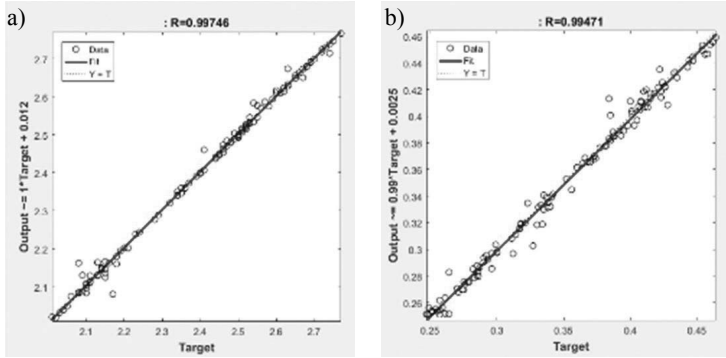 a)
: R=0.99746
Output ~= 1*Target + 0.012
2.7
2.6
2.5
2.4
2.3
2.2
2.1
Data
Fit
Y = T
2.1 2.2 2.3 2.4 2.5 2.6 2.7
Target
b)
: R=0.99471
Output ~= 0.99*Target + 0.0025
0.46
0.44
0.42
0.4
0.38
0.36
0.34
0.32
0.3
0.28
0.26
Data
Fit
Y = T
0.25 0.3 0.35 0.4 0.45
Target